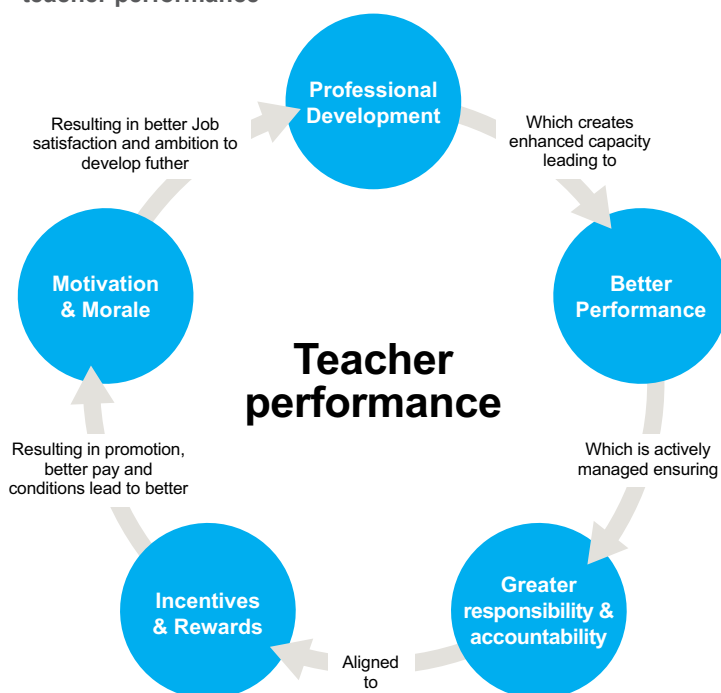 teacher performance
Professional
Development
Which creates
enhanced capacity
leading to
Better
Performance
Which is actively
managed ensuring
Greater
responsibility &
accountability
Aligned
to
Incentives
& Rewards
Resulting in promotion,
better pay and
conditions lead to better
Motivation
& Morale
Resulting in better Job
satisfaction and ambition to
develop futher
Teacher
performance